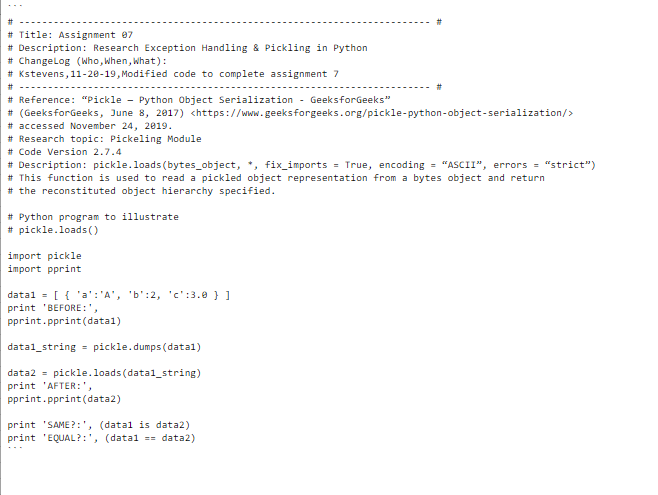 ```
# ------------------------------------------------------------- #
# Title: Assignment 07
# Description: Research Exception Handling & Pickling in Python
# ChangeLog (Who,When,What):
# Kstevens,11-20-19,Modified code to complete assignment 7
# ------------------------------------------------------------- #
# Reference: “Pickle — Python Object Serialization - GeeksforGeeks”
# (GeeksforGeeks, June 8, 2017) <https://www.geeksforgeeks.org/pickle-python-object-serialization/>
# accessed November 24, 2019.
# Research topic: Pickeling Module
# Code Version 2.7.4
# Description: pickle.loads(bytes_object, *, fix_imports = True, encoding = “ASCII”, errors = “strict”)
# This function is used to read a pickled object representation from a bytes object and return
# the reconstituted object hierarchy specified.
# Python program to illustrate
# pickle.loads()
import pickle
import pprint
data1 = [ { 'a':'A', 'b':2, 'c':3.0 } ]
print 'BEFORE:',
pprint.pprint(data1)
data1_string = pickle.dumps(data1)
data2 = pickle.loads(data1_string)
print 'AFTER:',
pprint.pprint(data2)
print 'SAME?:', (data1 is data2)
print 'EQUAL?:', (data1 == data2)
```